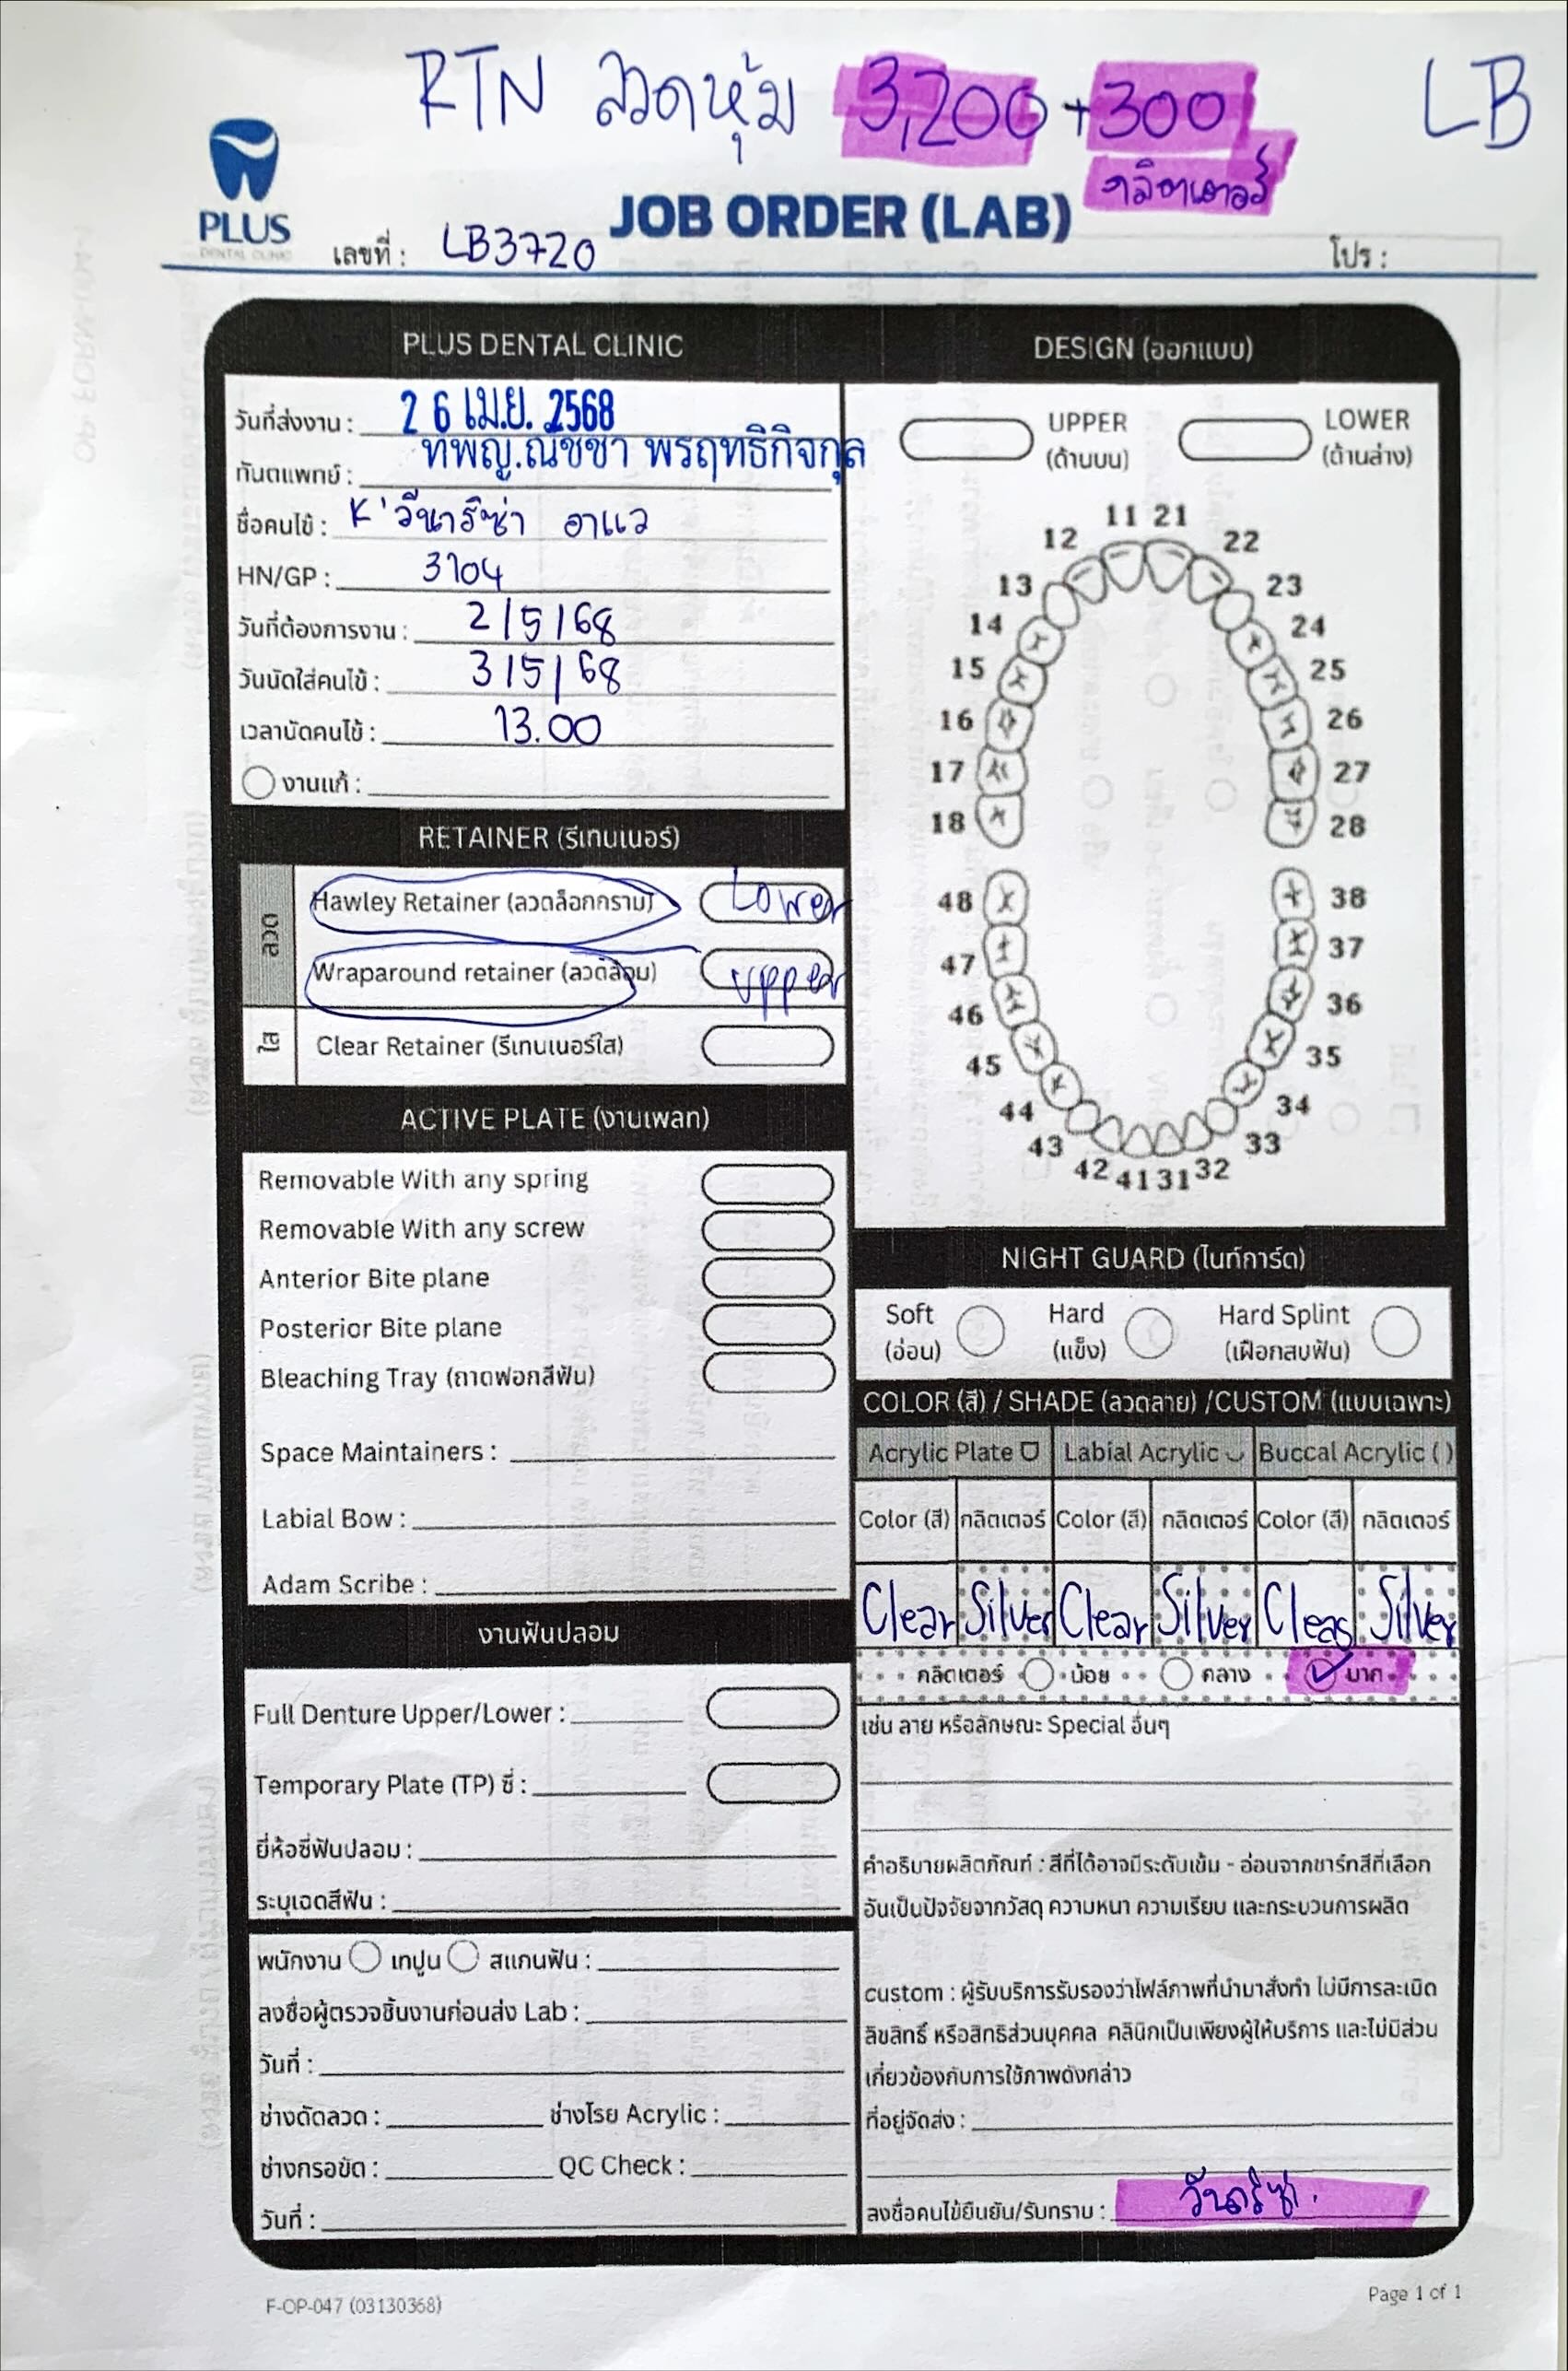 RTN ลวดหุ้ม 3,200 + 300 LB
กลิตเตอร์
PLUS
DENTAL CLINIC
JOB ORDER (LAB)
เลขที่ : LB3720
โปร :
PLUS DENTAL CLINIC
วันที่ส่งงาน : 26 เม.ย. 2568
ทันตแพทย์ : ทพญ.ณัชชา พรฤทธิกิจกุล
ชื่อคนไข้ : K'วีนาริซ่า อาแว
HN/GP : 3704
วันที่ต้องการงาน : 2/5/68
วันนัดใส่คนไข้ : 3/5/68
เวลานัดคนไข้ : 13.00
งานแก้ :
RETAINER (รีเทนเนอร์)
ลวด
Hawley Retainer (ลวดล็อกกราม) Lower
Wraparound retainer (ลวดล้อม) Upper
ใส
Clear Retainer (รีเทนเนอร์ใส)
ACTIVE PLATE (งานเพลท)
Removable With any spring
Removable With any screw
Anterior Bite plane
Posterior Bite plane
Bleaching Tray (ถาดฟอกสีฟัน)
Space Maintainers :
Labial Bow :
Adam Scribe :
งานฟันปลอม
Full Denture Upper/Lower :
Temporary Plate (TP) ซี่ :
ยี่ห้อซี่ฟันปลอม :
ระบุเฉดสีฟัน :
พนักงาน เทปูน สแกนฟัน :
ลงชื่อผู้ตรวจชิ้นงานก่อนส่ง Lab :
วันที่ :
ช่างดัดลวด : ช่างโรย Acrylic :
ช่างกรอขัด : QC Check :
วันที่ :
DESIGN (ออกแบบ)
UPPER LOWER
(ด้านบน) (ด้านล่าง)
11 21
12 22
13 23
14 24
15 25
16 26
17 27
18 28
48 38
47 37
46 36
45 35
44 34
43 33
42 41 31 32
NIGHT GUARD (ไนท์การ์ด)
Soft Hard Hard Splint
(อ่อน) (แข็ง) (เฝือกสบฟัน)
COLOR (สี) / SHADE (ลวดลาย) /CUSTOM (แบบเฉพาะ)
Acrylic Plate Labial Acrylic Buccal Acrylic ( )
Color (สี) กลิตเตอร์ Color (สี) กลิตเตอร์ Color (สี) กลิตเตอร์
Clear Silver Clear Silver Clear Silver
กลิตเตอร์ น้อย กลาง มาก
เช่น ลาย หรือลักษณะ Special อื่นๆ
คำอธิบายผลิตภัณฑ์ : สีที่ได้อาจมีระดับเข้ม - อ่อนจากชาร์ทสีที่เลือก
อันเป็นปัจจัยจากวัสดุ ความหนา ความเรียบ และกระบวนการผลิต
custom : ผู้รับบริการรับรองว่าไฟล์ภาพที่นำมาสั่งทำ ไม่มีการละเมิด
ลิขสิทธิ์ หรือสิทธิส่วนบุคคล คลินิกเป็นเพียงผู้ให้บริการ และไม่มีส่วน
เกี่ยวข้องกับการใช้ภาพดังกล่าว
ที่อยู่จัดส่ง :
ลงชื่อคนไข้ยืนยัน/รับทราบ :
F-OP-047 (03130368)
Page 1 of 1